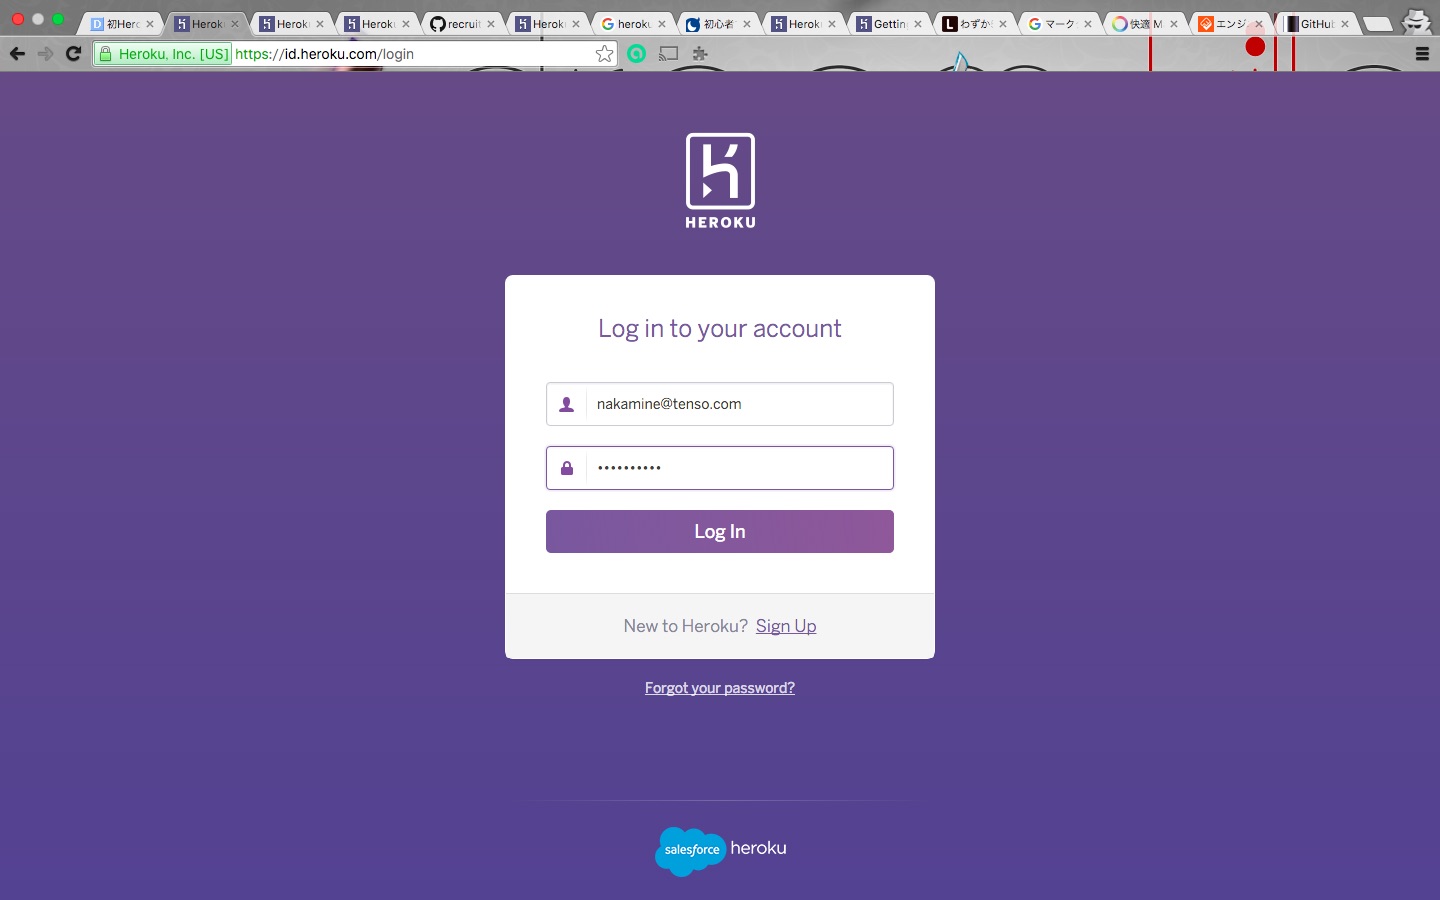 初Herc
Herok
Herok
Herok
recruit
Herok
heroku
初心者
Herok
Gettin
わずか
マーク
快適 M
エンジ
GitHub
Heroku, Inc. [US] https://id.heroku.com/login
HEROKU
Log in to your account
nakamine@tenso.com
••••••••••
Log In
New to Heroku? Sign Up
Forgot your password?
salesforce heroku